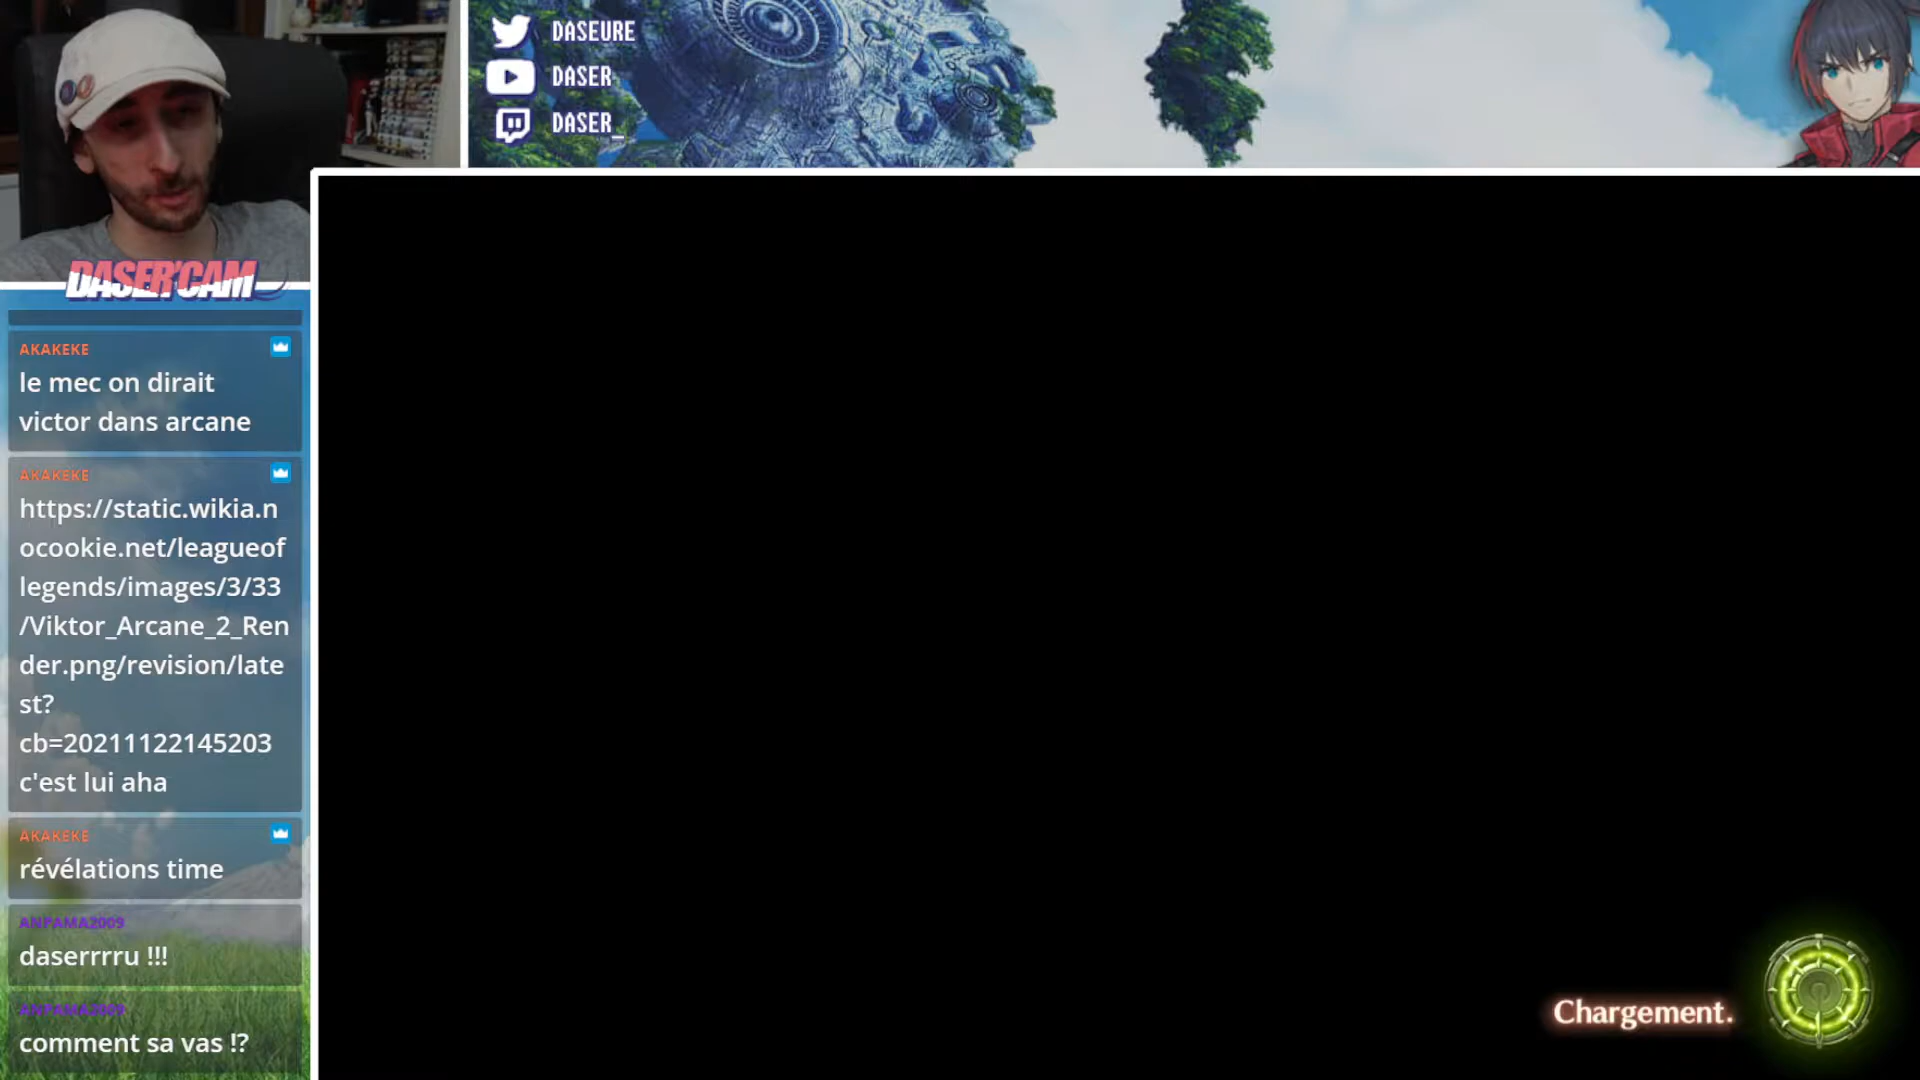 DASEURE
DASER
DASER_
DASER'CAM
AKAKEKE
le mec on dirait
victor dans arcane
AKAKEKE
https://static.wikia.n
ocookie.net/leagueof
legends/images/3/33
/Viktor_Arcane_2_Ren
der.png/revision/late
st?
cb=20211122145203
c'est lui aha
AKAKEKE
révélations time
ANPAMA2009
daserrrru !!!
ANPAMA2009
comment sa vas !?
Chargement.